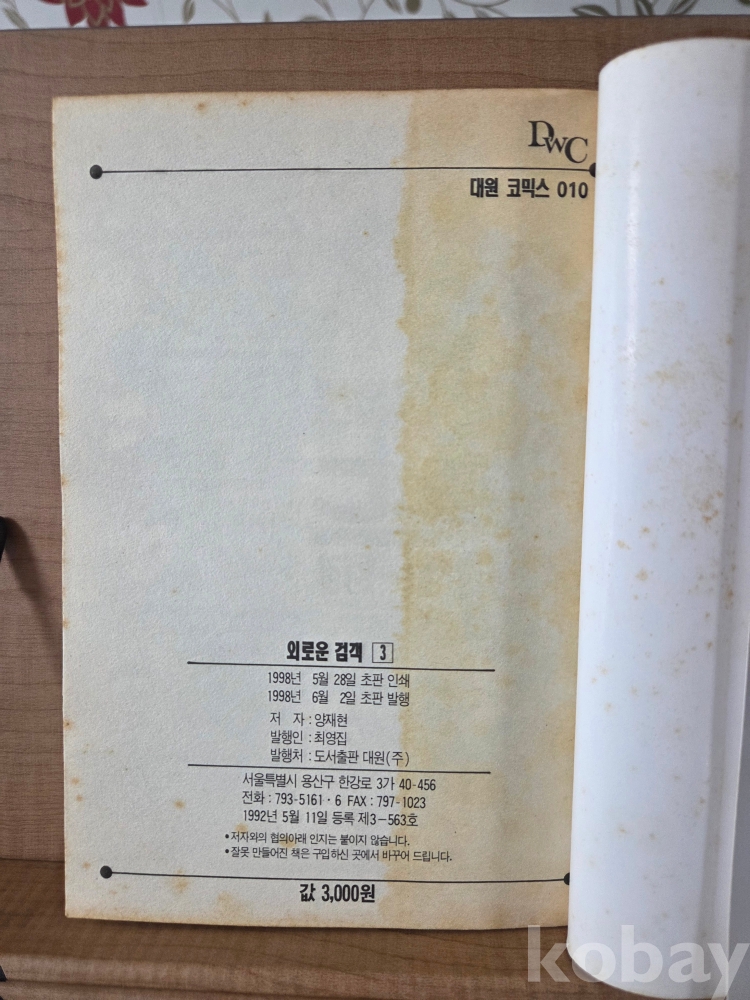 DWC
대원 코믹스 010
외로운 검객 3
1998년 5월 28일 초판 인쇄
1998년 6월 2일 초판 발행
저 자 : 양재현
발행인 : 최영집
발행처 : 도서출판 대원(주)
서울특별시 용산구 한강로 3가 40-456
전화 : 793-5161 · 6 FAX : 797-1023
1992년 5월 11일 등록 제3-563호
• 저자와의 협의아래 인지는 붙이지 않습니다.
• 잘못 만들어진 책은 구입하신 곳에서 바꾸어 드립니다.
값 3,000원
kobay